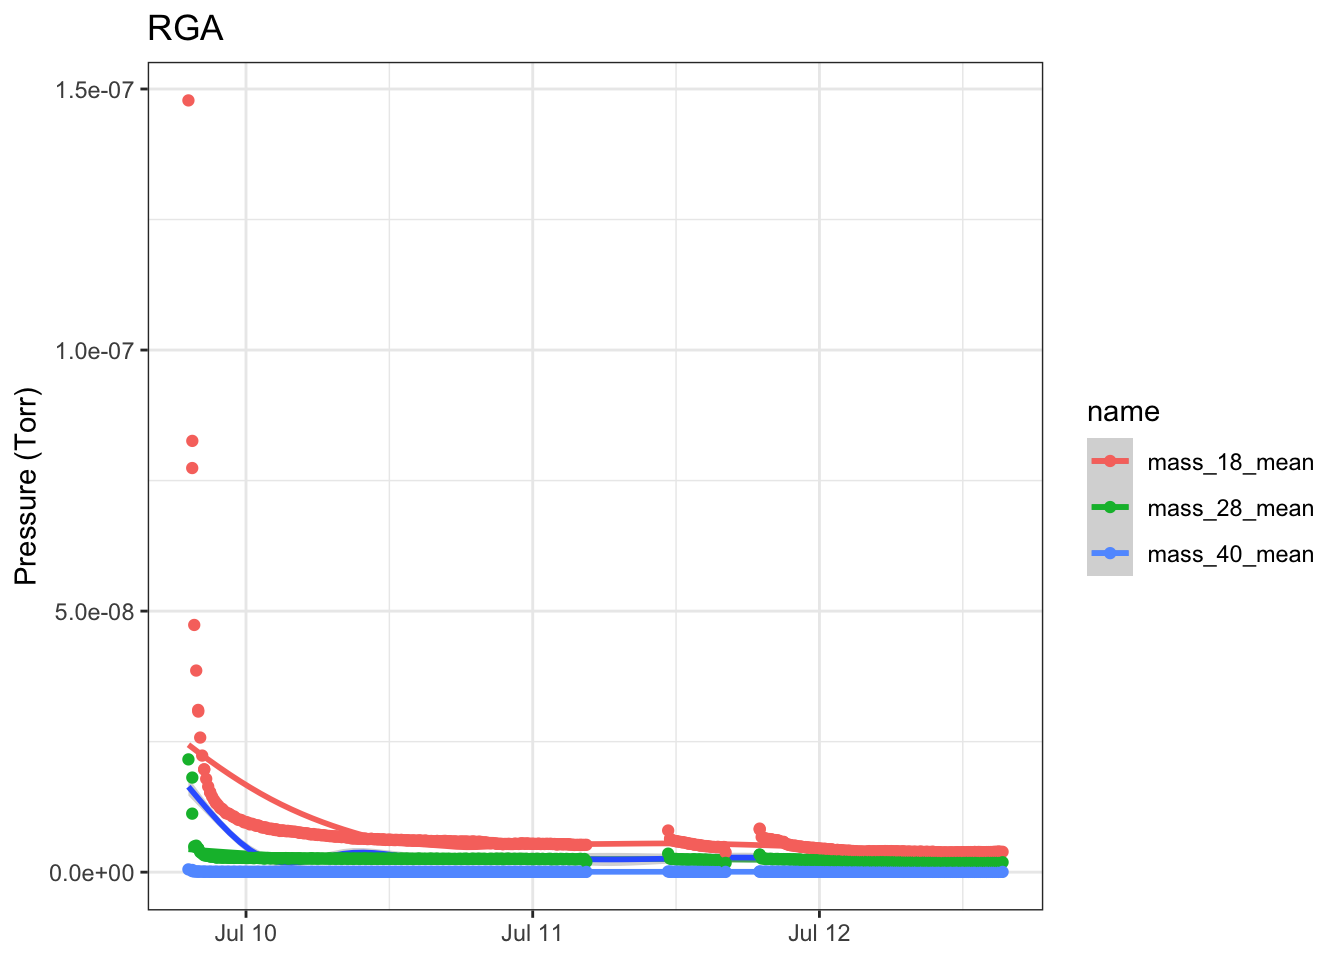 RGA
1.5e-07
1.0e-07
5.0e-08
0.0e+00
Pressure (Torr)
Jul 10
Jul 11
Jul 12
name
mass_18_mean
mass_28_mean
mass_40_mean